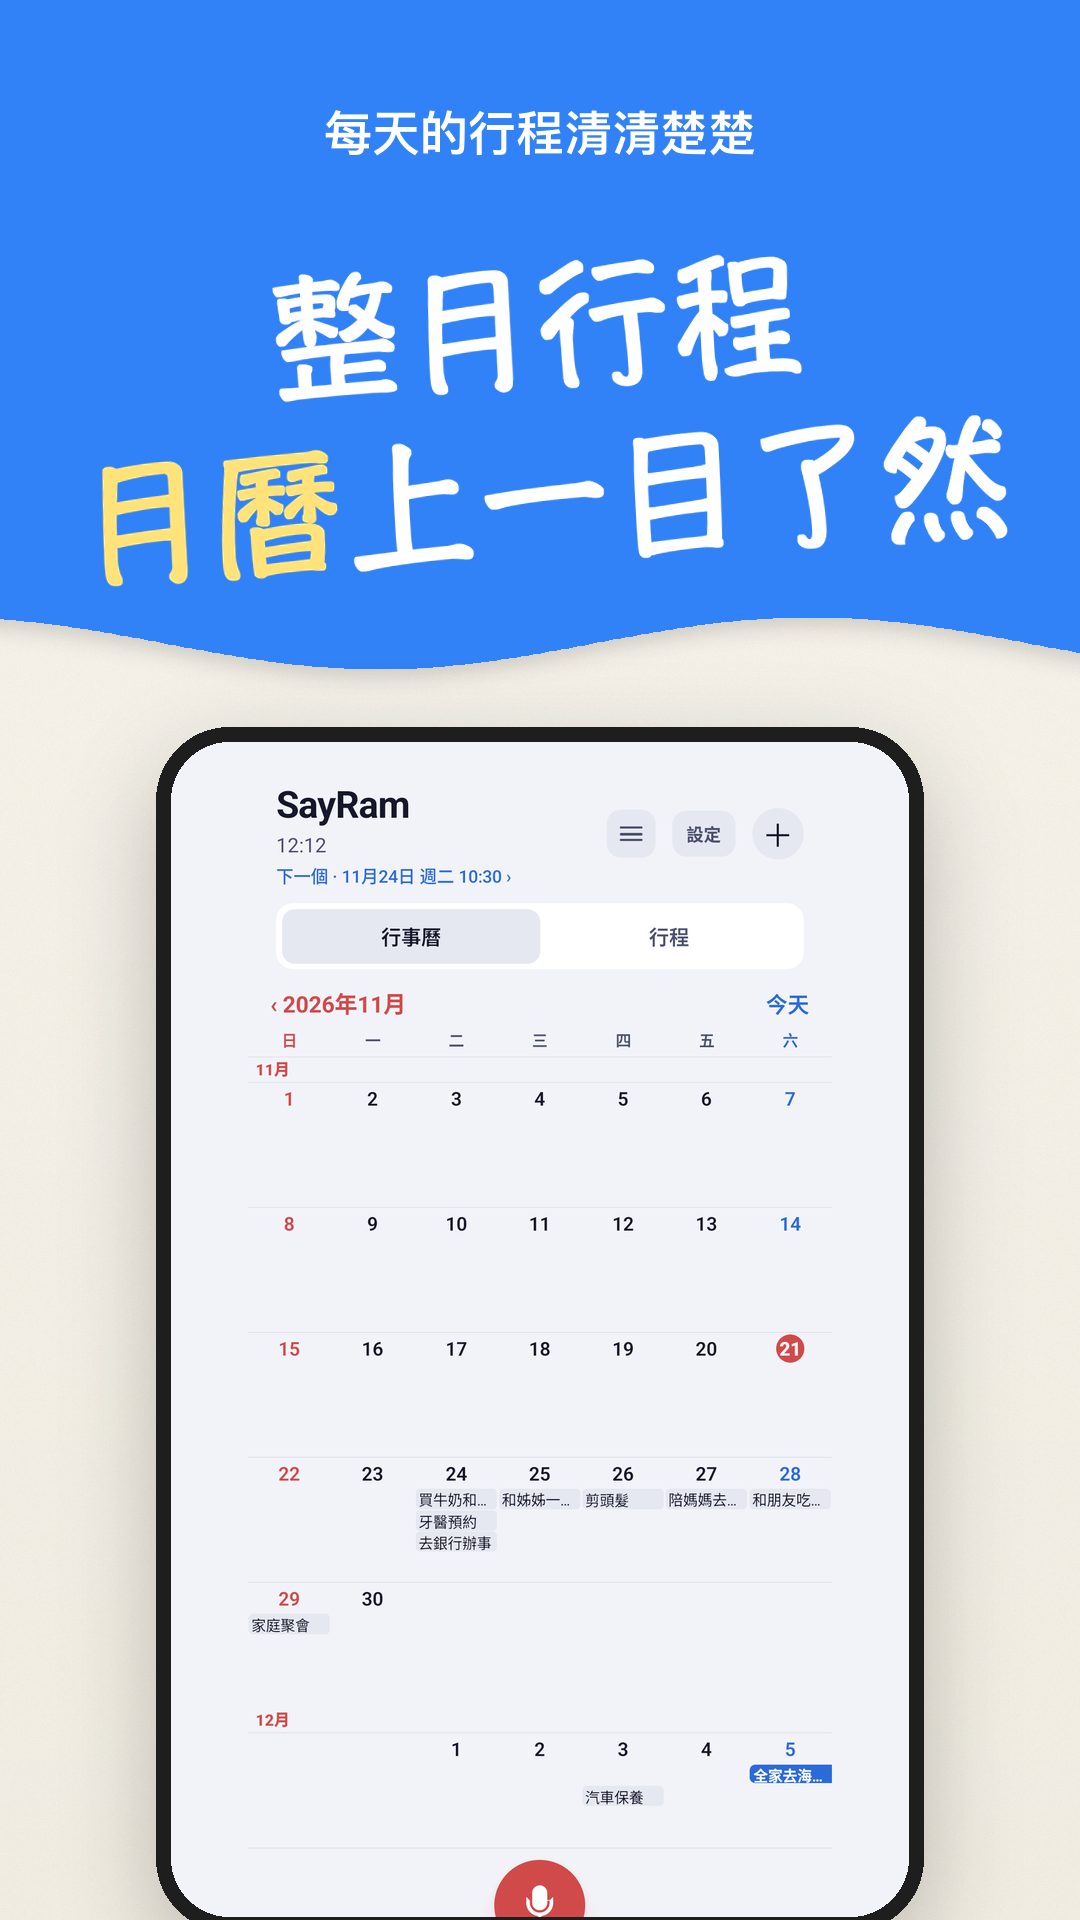 每天的行程清清楚楚
整月行程
月曆上一目了然
SayRam
12:12
設定
下一個 · 11月24日 週二 10:30 ›
行事曆 行程
‹ 2026年11月 今天
日 一 二 三 四 五 六
11月
1 2 3 4 5 6 7
8 9 10 11 12 13 14
15 16 17 18 19 20 21
22 23 24 25 26 27 28
買牛奶和... 和姊姊一... 剪頭髮 陪媽媽去... 和朋友吃...
牙醫預約
去銀行辦事
29 30
家庭聚會
12月
1 2 3 4 5
全家去海...
汽車保養